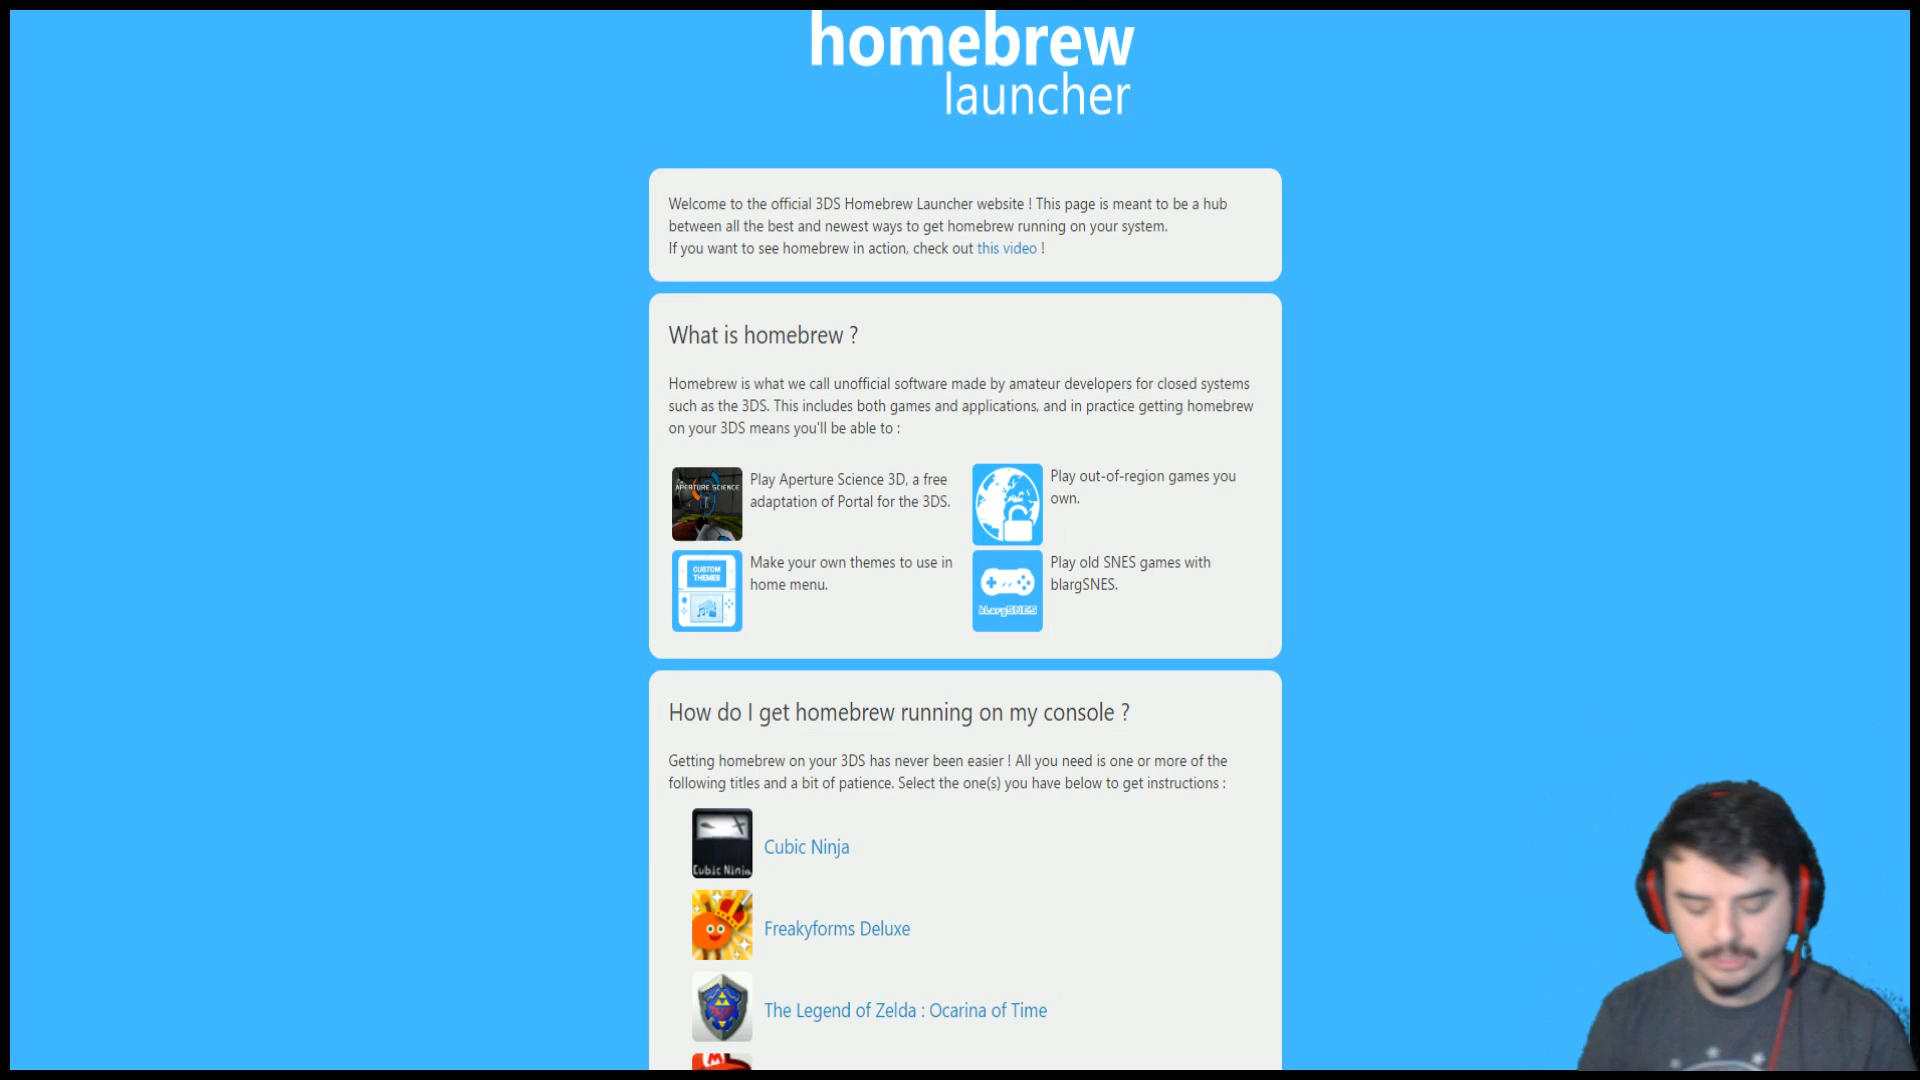 homebrew
launcher
Welcome to the official 3DS Homebrew Launcher website ! This page is meant to be a hub
between all the best and newest ways to get homebrew running on your system.
If you want to see homebrew in action, check out this video !
What is homebrew ?
Homebrew is what we call unofficial software made by amateur developers for closed systems
such as the 3DS. This includes both games and applications, and in practice getting homebrew
on your 3DS means you'll be able to :
APERTURE SCIENCE
Play Aperture Science 3D, a free
adaptation of Portal for the 3DS.
Play out-of-region games you
own.
CUSTOM
THEMES
Make your own themes to use in
home menu.
blargSNES
Play old SNES games with
blargSNES.
How do I get homebrew running on my console ?
Getting homebrew on your 3DS has never been easier ! All you need is one or more of the
following titles and a bit of patience. Select the one(s) you have below to get instructions :
Cubic Ninja
Cubic Ninja
Freakyforms Deluxe
The Legend of Zelda : Ocarina of Time
M